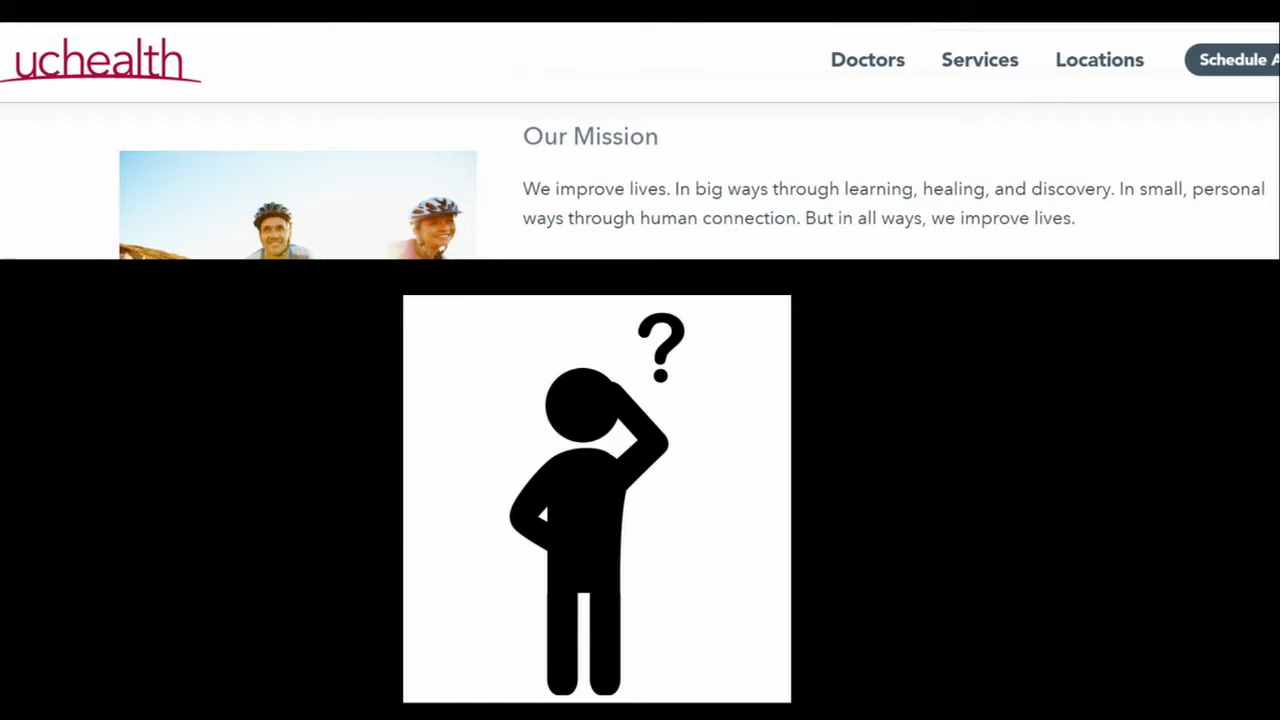 uchealth
Doctors Services Locations Schedule A
Our Mission
We improve lives. In big ways through learning, healing, and discovery. In small, personal
ways through human connection. But in all ways, we improve lives.
?